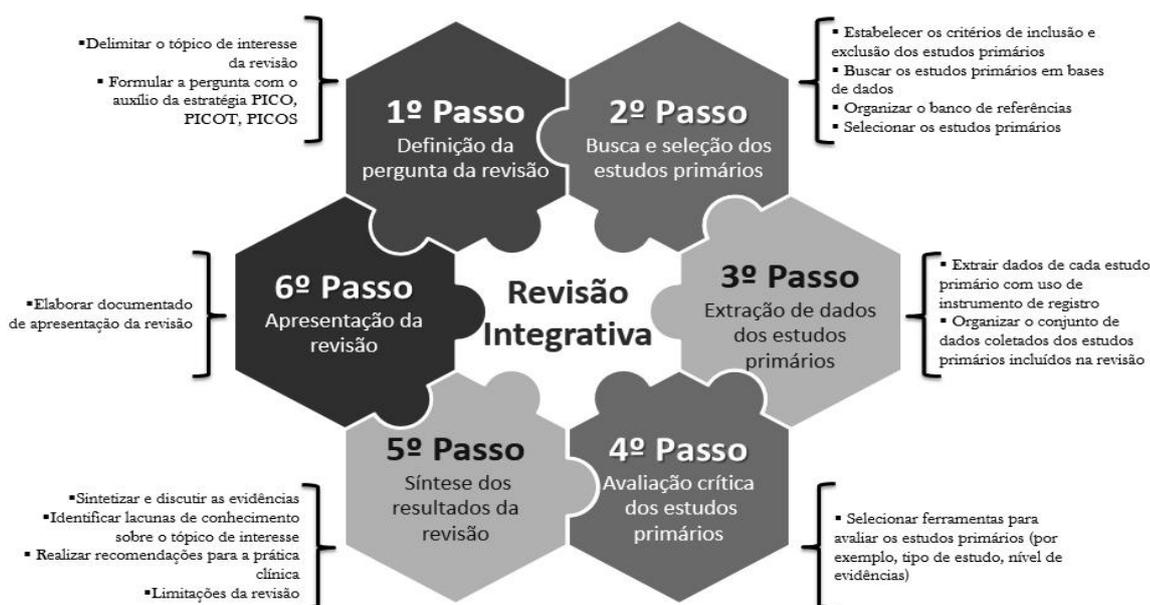 ▪Delimitar o tópico de interesse
da revisão
▪ Formular a pergunta com o
auxílio da estratégia PICO,
PICOT, PICOS
1º Passo
Definição da
pergunta da revisão
2º Passo
Busca e seleção dos
estudos primários
▪ Estabelecer os critérios de inclusão e
exclusão dos estudos primários
▪ Buscar os estudos primários em bases
de dados
▪ Organizar o banco de referências
▪ Selecionar os estudos primários
▪Elaborar documentado
de apresentação da revisão
6º Passo
Apresentação da
revisão
Revisão
Integrativa
3º Passo
Extração de dados
dos estudos
primários
▪ Extrair dados de cada estudo
primário com uso de
instrumento de registro
▪ Organizar o conjunto de
dados coletados dos estudos
primários incluídos na revisão
▪Sintetizar e discutir as evidências
▪Identificar lacunas de conhecimento
sobre o tópico de interesse
▪ Realizar recomendações para a prática
clínica
▪Limitações da revisão
5º Passo
Síntese dos
resultados da
revisão
4º Passo
Avaliação crítica
dos estudos
primários
▪ Selecionar ferramentas para
avaliar os estudos primários (por
exemplo, tipo de estudo, nível de
evidências)